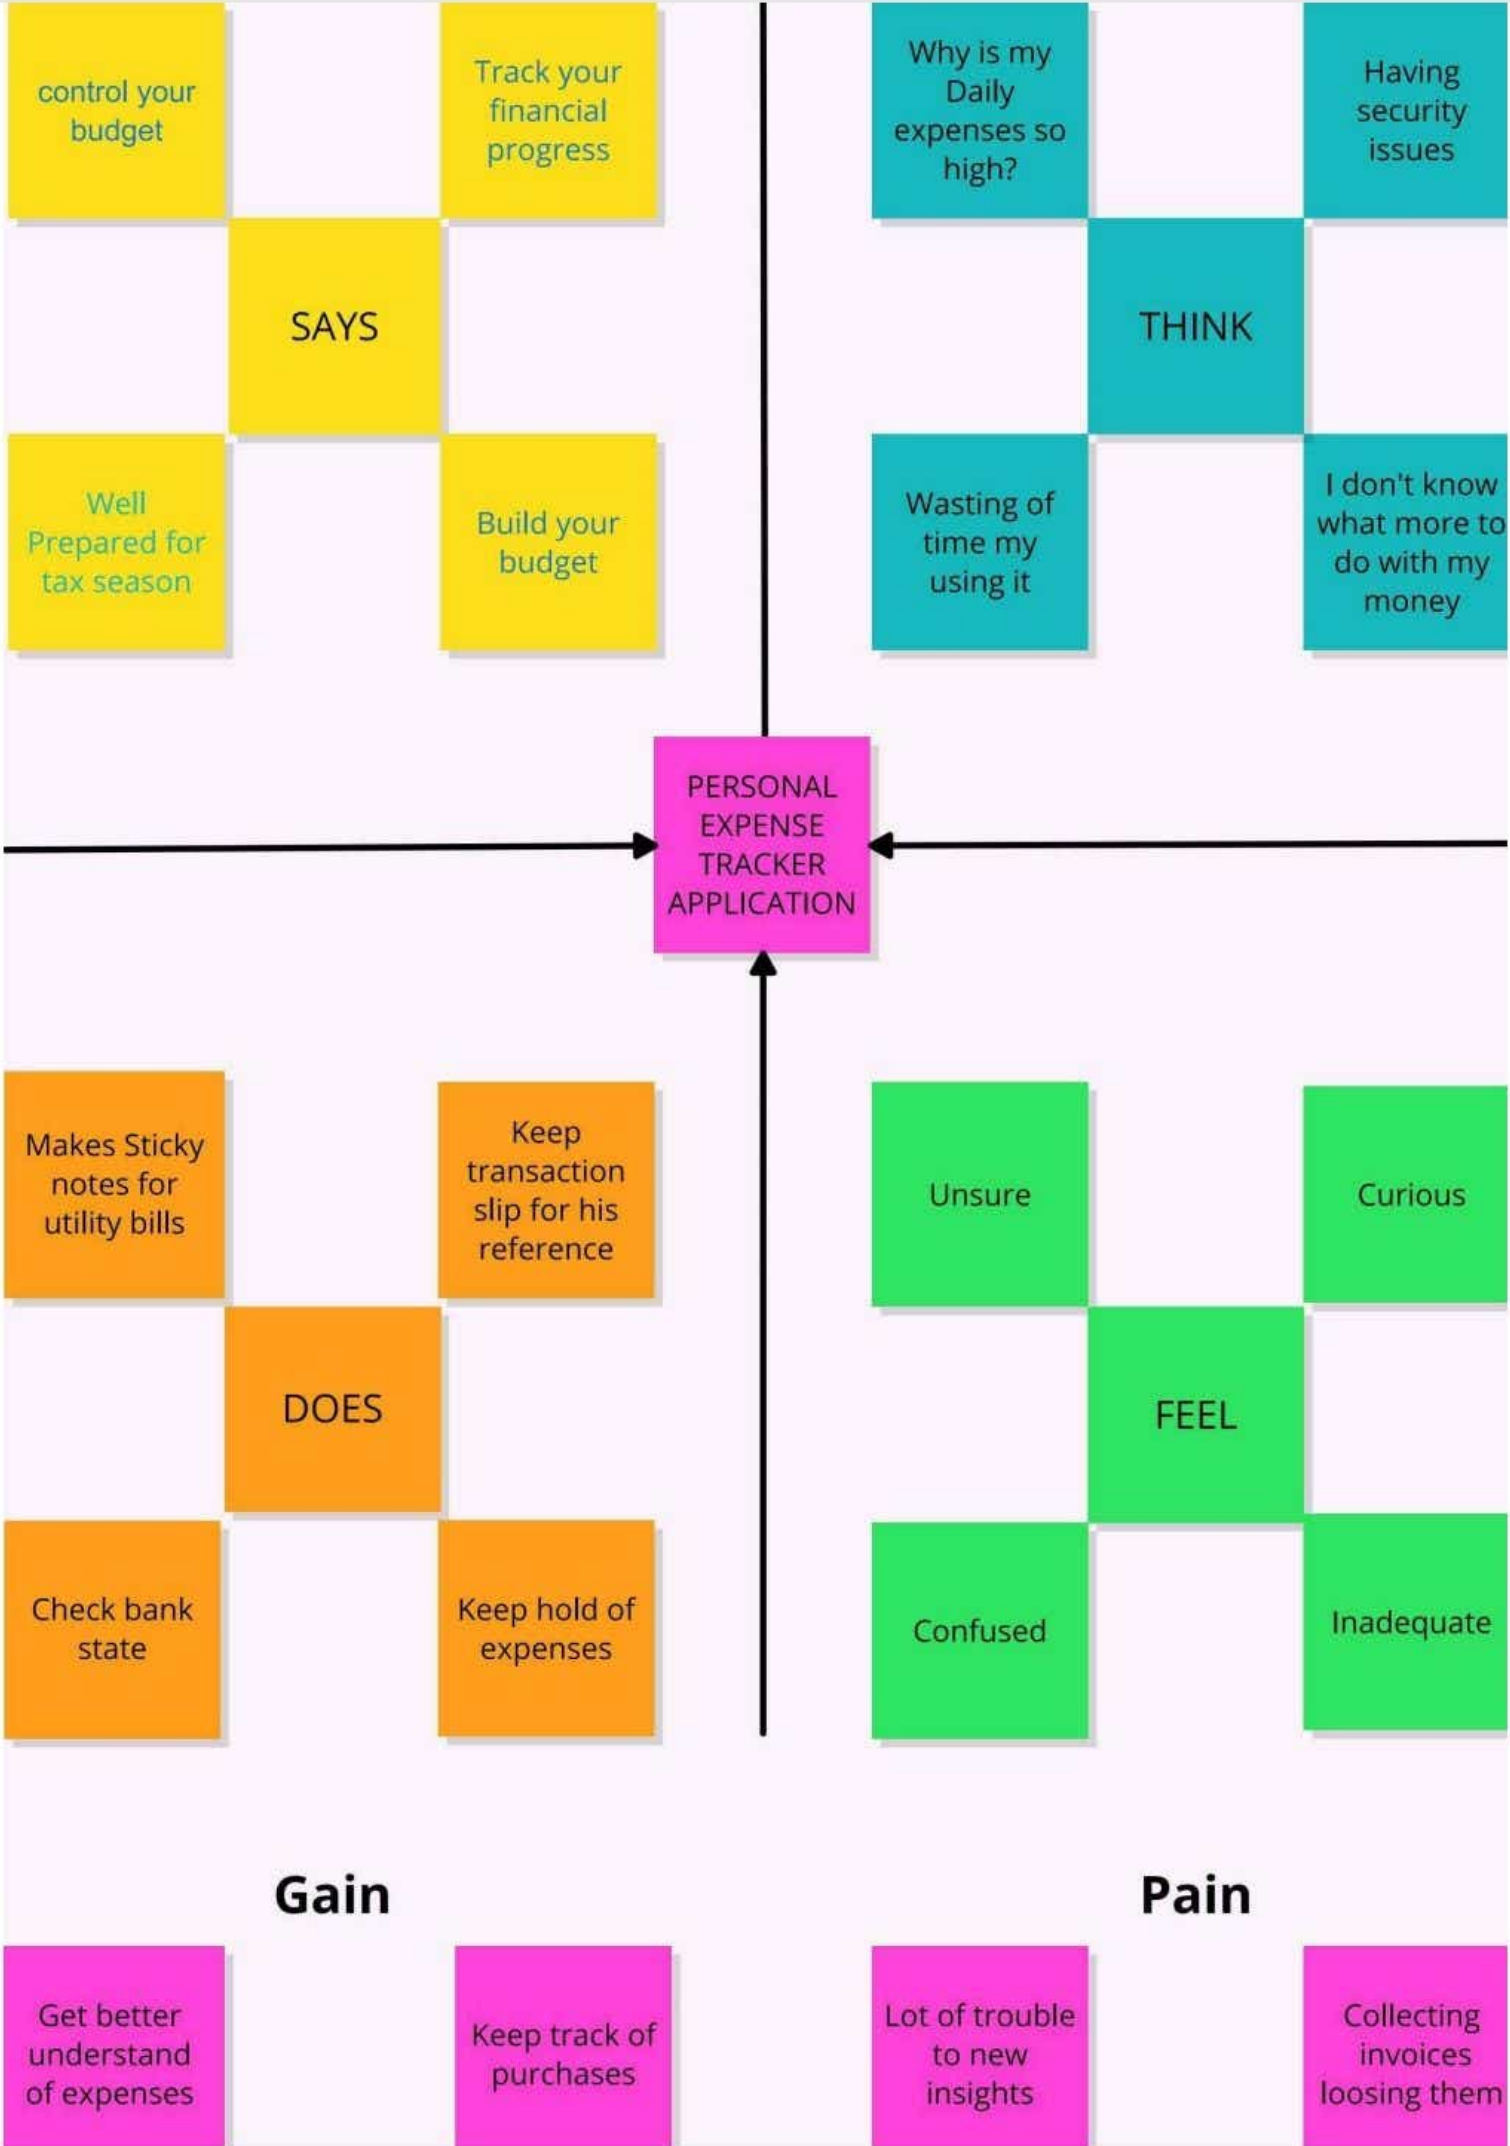 control your
budget
Track your
financial
progress
SAYS
Well
Prepared for
tax season
Build your
budget
Why is my
Daily
expenses so
high?
Having
security
issues
THINK
Wasting of
time my
using it
I don't know
what more to
do with my
money
PERSONAL
EXPENSE
TRACKER
APPLICATION
Makes Sticky
notes for
utility bills
Keep
transaction
slip for his
reference
DOES
Check bank
state
Keep hold of
expenses
Unsure
Curious
FEEL
Confused
Inadequate
Gain
Get better
understand
of expenses
Keep track of
purchases
Pain
Lot of trouble
to new
insights
Collecting
invoices
loosing them